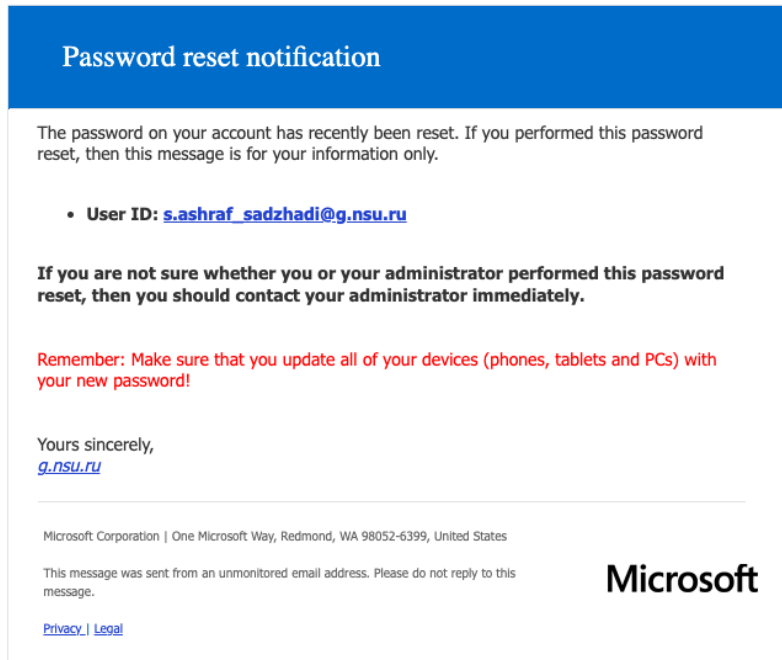 Password reset notification
The password on your account has recently been reset. If you performed this password
reset, then this message is for your information only.
• User ID: s.ashraf_sadzhadi@g.nsu.ru
If you are not sure whether you or your administrator performed this password
reset, then you should contact your administrator immediately.
Remember: Make sure that you update all of your devices (phones, tablets and PCs) with
your new password!
Yours sincerely,
g.nsu.ru
Microsoft Corporation | One Microsoft Way, Redmond, WA 98052-6399, United States
This message was sent from an unmonitored email address. Please do not reply to this
message.
Microsoft
Privacy | Legal